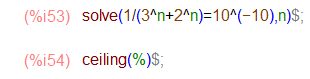 (%i53) solve(1/(3^n+2^n)=10^(−10),n)$;
(%i54) ceiling(%)$;